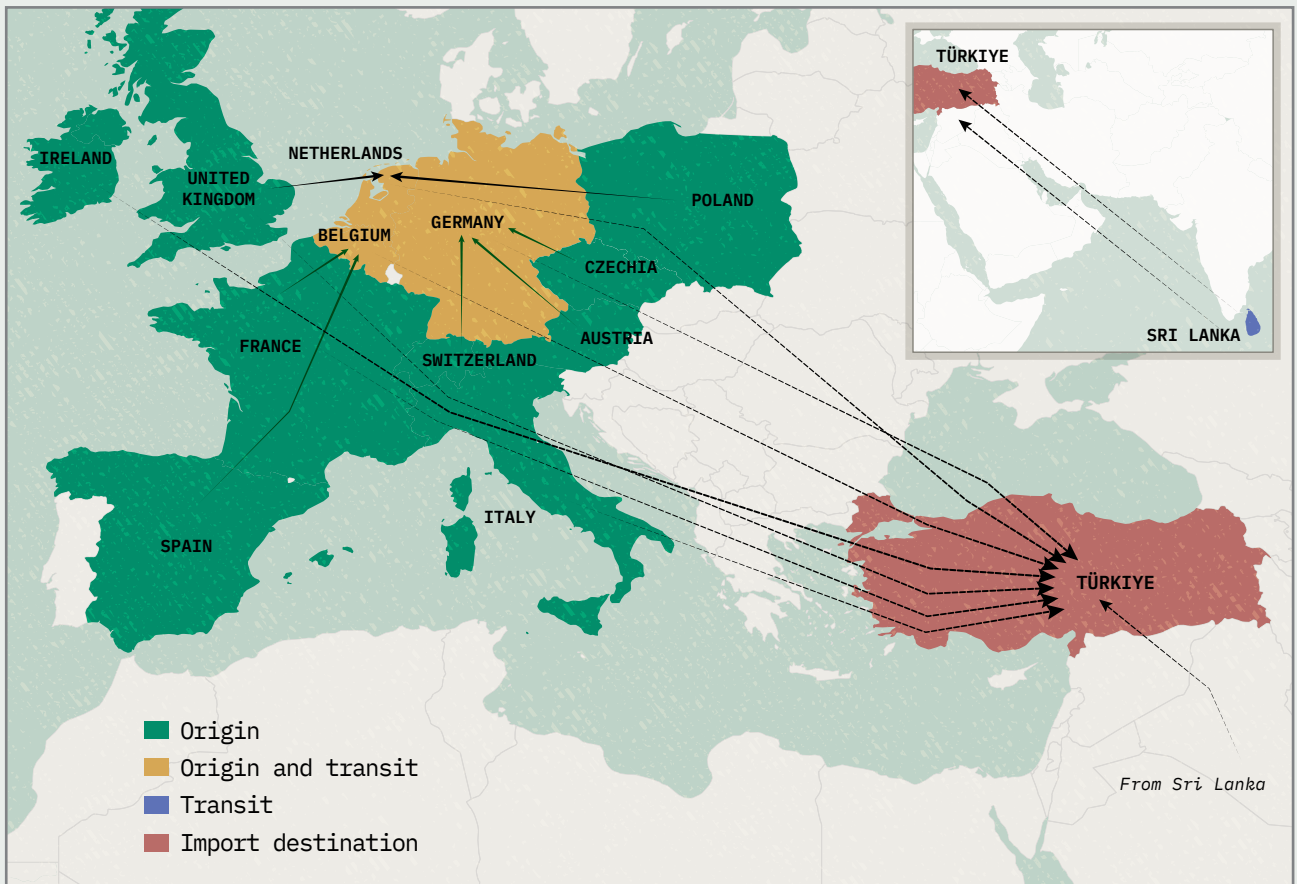 TÜRKIYE
SRI LANKA
IRELAND
UNITED
KINGDOM
NETHERLANDS
BELGIUM
GERMANY
POLAND
CZECHIA
AUSTRIA
FRANCE
SWITZERLAND
ITALY
SPAIN
TÜRKIYE
From Sri Lanka
Origin
Origin and transit
Transit
Import destination